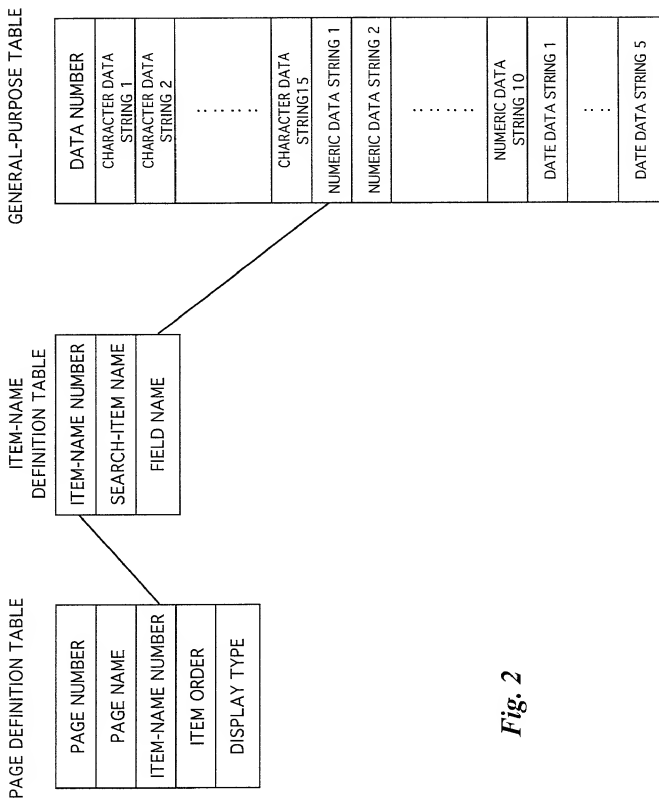 PAGE DEFINITION TABLE
PAGE NUMBER
PAGE NAME
ITEM-NAME NUMBER
ITEM ORDER
DISPLAY TYPE
ITEM-NAME
DEFINITION TABLE
ITEM-NAME NUMBER
SEARCH-ITEM NAME
FIELD NAME
GENERAL-PURPOSE TABLE
DATA NUMBER
CHARACTER DATA
STRING 1
CHARACTER DATA
STRING 2
: : : : :
CHARACTER DATA
STRING15
NUMERIC DATA STRING 1
NUMERIC DATA STRING 2
: : : : :
NUMERIC DATA
STRING 10
DATE DATA STRING 1
: : :
DATE DATA STRING 5
Fig. 2